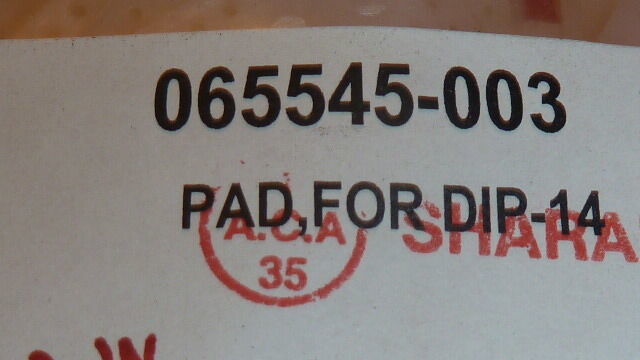 065545-003
PAD,FOR DIP-14
A.C.A SHARA
35
W